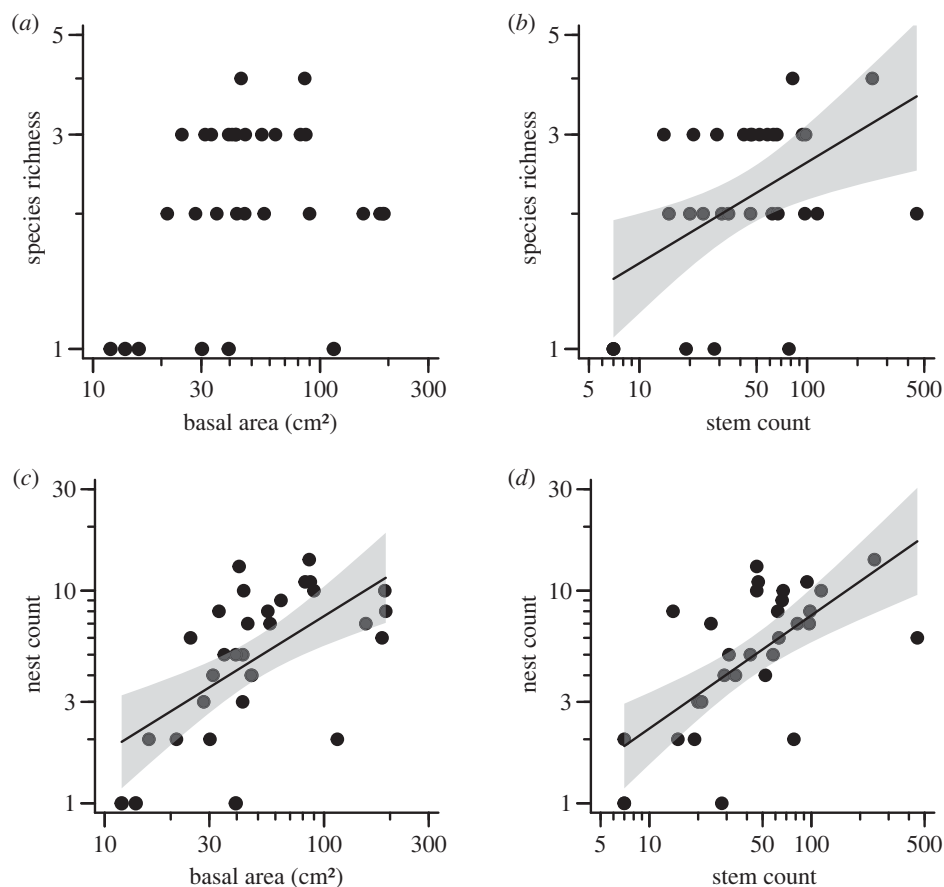 (a)
5
3
1
species richness
10 30 100 300
basal area (cm²)
(b)
5
3
1
species richness
5 10 50 100 500
stem count
(c)
30
10
3
1
nest count
10 30 100 300
basal area (cm²)
(d)
30
10
3
1
nest count
5 10 50 100 500
stem count